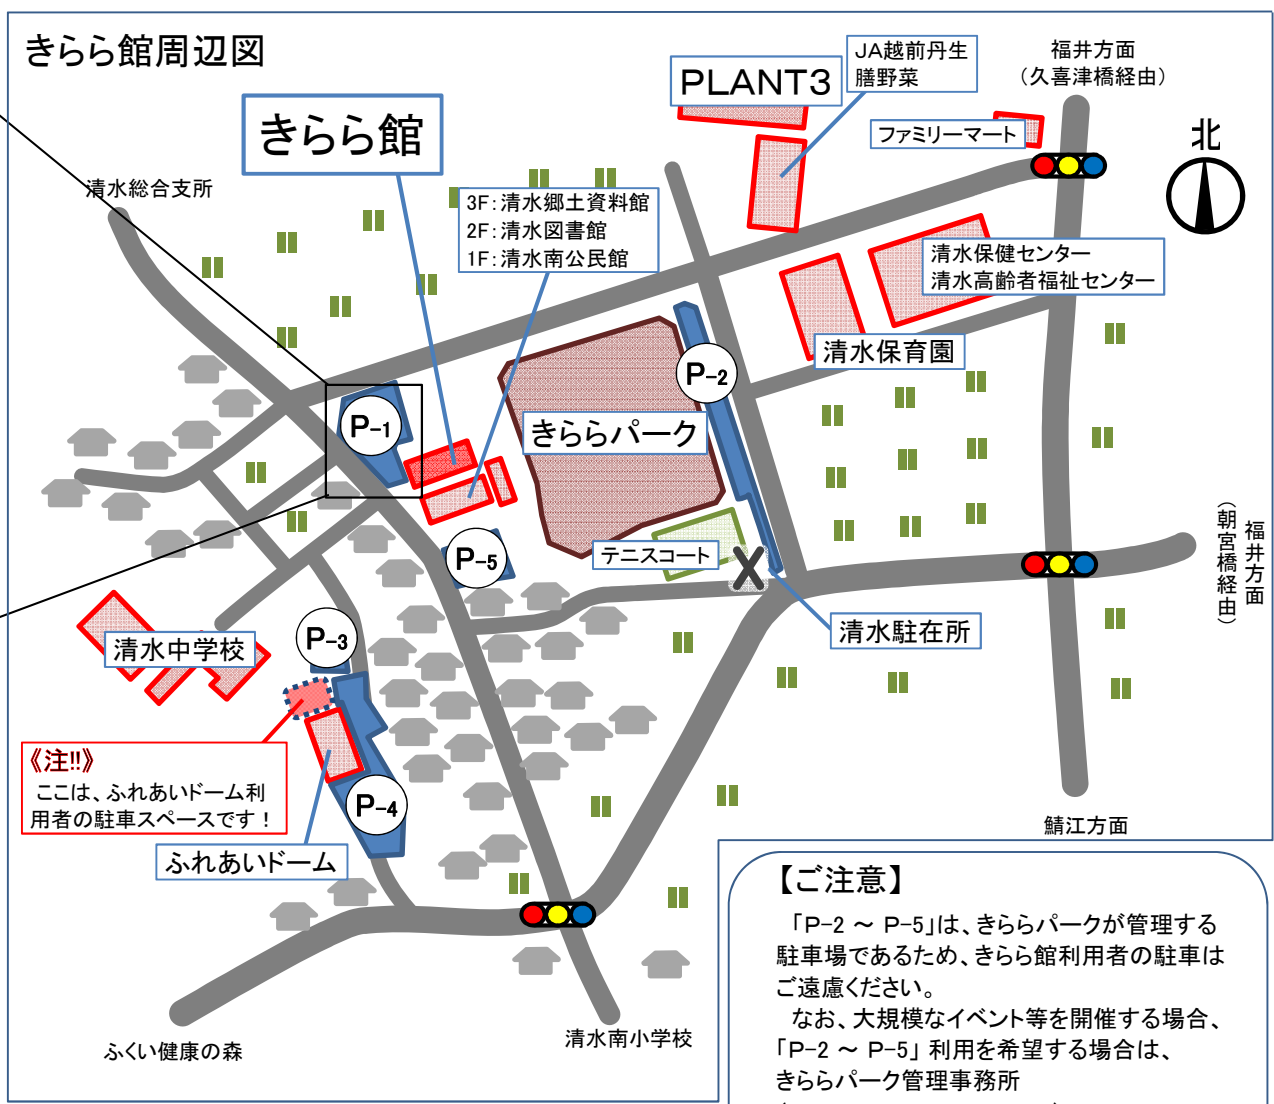 きらら館周辺図
きらら館
PLANT3
JA越前丹生
膳野菜
福井方面
（久喜津橋経由）
ファミリーマート
北
清水総合支所
3F：清水郷土資料館
2F：清水図書館
1F：清水南公民館
清水保健センター
清水高齢者福祉センター
清水保育園
P-2
P-1
きららパーク
テニスコート
P-5
福井方面
（朝宮橋経由）
清水駐在所
清水中学校
P-3
《注!!》
ここは、ふれあいドーム利
用者の駐車スペースです！
P-4
ふれあいドーム
鯖江方面
ふくい健康の森
清水南小学校
【ご注意】
「P-2 ～ P-5」は、きららパークが管理する
駐車場であるため、きらら館利用者の駐車は
ご遠慮ください。
なお、大規模なイベント等を開催する場合、
「P-2 ～ P-5」 利用を希望する場合は、
きららパーク管理事務所